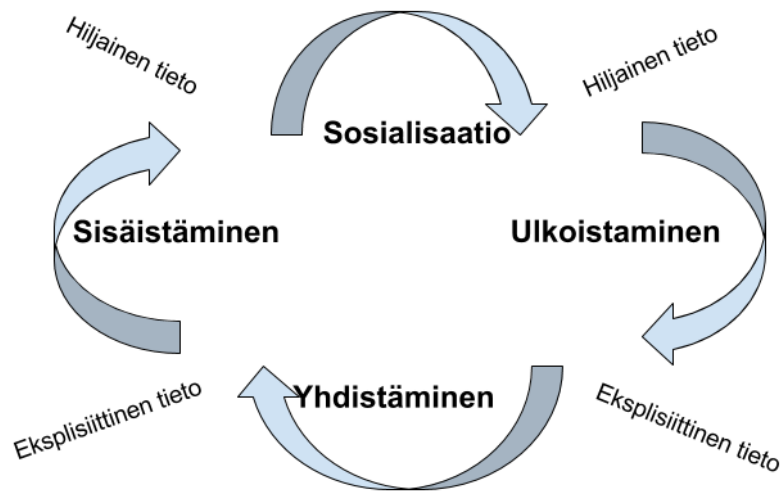 Hiljainen tieto
Hiljainen tieto
Sosialisaatio
Sisäistäminen
Ulkoistaminen
Yhdistäminen
Eksplisiittinen tieto
Eksplisiittinen tieto